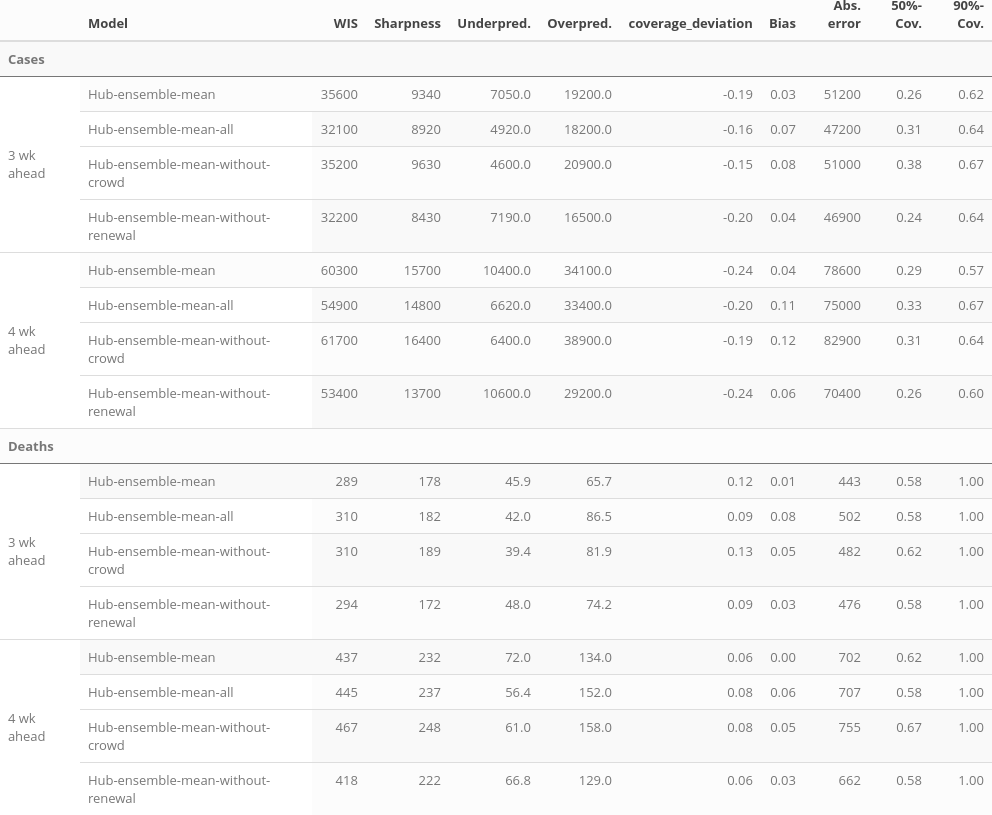 Model WIS Sharpness Underpred. Overpred. coverage_deviation Bias Abs. error 50%-Cov. 90%-Cov.
Cases
3 wk ahead
Hub-ensemble-mean 35600 9340 7050.0 19200.0 -0.19 0.03 51200 0.26 0.62
Hub-ensemble-mean-all 32100 8920 4920.0 18200.0 -0.16 0.07 47200 0.31 0.64
Hub-ensemble-mean-without-crowd 35200 9630 4600.0 20900.0 -0.15 0.08 51000 0.38 0.67
Hub-ensemble-mean-without-renewal 32200 8430 7190.0 16500.0 -0.20 0.04 46900 0.24 0.64
4 wk ahead
Hub-ensemble-mean 60300 15700 10400.0 34100.0 -0.24 0.04 78600 0.29 0.57
Hub-ensemble-mean-all 54900 14800 6620.0 33400.0 -0.20 0.11 75000 0.33 0.67
Hub-ensemble-mean-without-crowd 61700 16400 6400.0 38900.0 -0.19 0.12 82900 0.31 0.64
Hub-ensemble-mean-without-renewal 53400 13700 10600.0 29200.0 -0.24 0.06 70400 0.26 0.60
Deaths
3 wk ahead
Hub-ensemble-mean 289 178 45.9 65.7 0.12 0.01 443 0.58 1.00
Hub-ensemble-mean-all 310 182 42.0 86.5 0.09 0.08 502 0.58 1.00
Hub-ensemble-mean-without-crowd 310 189 39.4 81.9 0.13 0.05 482 0.62 1.00
Hub-ensemble-mean-without-renewal 294 172 48.0 74.2 0.09 0.03 476 0.58 1.00
4 wk ahead
Hub-ensemble-mean 437 232 72.0 134.0 0.06 0.00 702 0.62 1.00
Hub-ensemble-mean-all 445 237 56.4 152.0 0.08 0.06 707 0.58 1.00
Hub-ensemble-mean-without-crowd 467 248 61.0 158.0 0.08 0.05 755 0.67 1.00
Hub-ensemble-mean-without-renewal 418 222 66.8 129.0 0.06 0.03 662 0.58 1.00